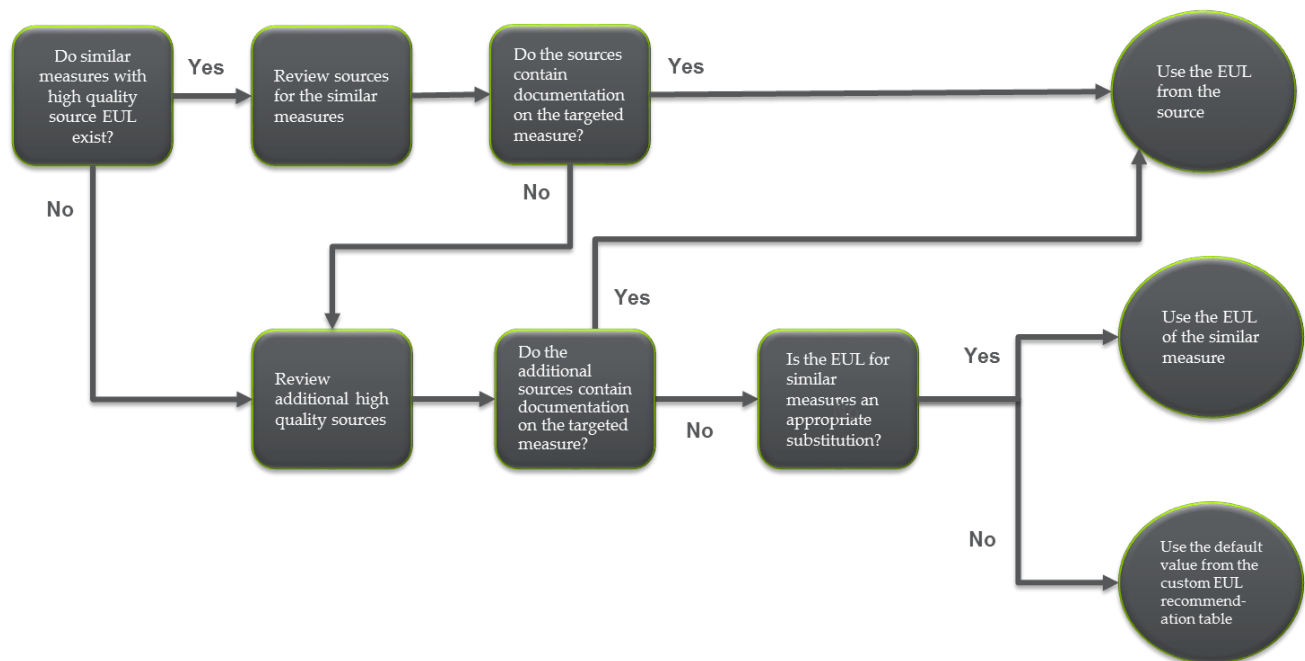 Do similar
measures with
high quality
source EUL
exist?
Yes
Review sources
for the similar
measures
Do the sources
contain
documentation
on the targeted
measure?
Yes
Use the EUL
from the
source
No
No
Yes
Review
additional high
quality sources
Do the
additional
sources contain
documentation
on the targeted
measure?
No
Is the EUL for
similar
measures an
appropriate
substitution?
Yes
Use the EUL
of the similar
measure
No
Use the default
value from the
custom EUL
recommend-
ation table